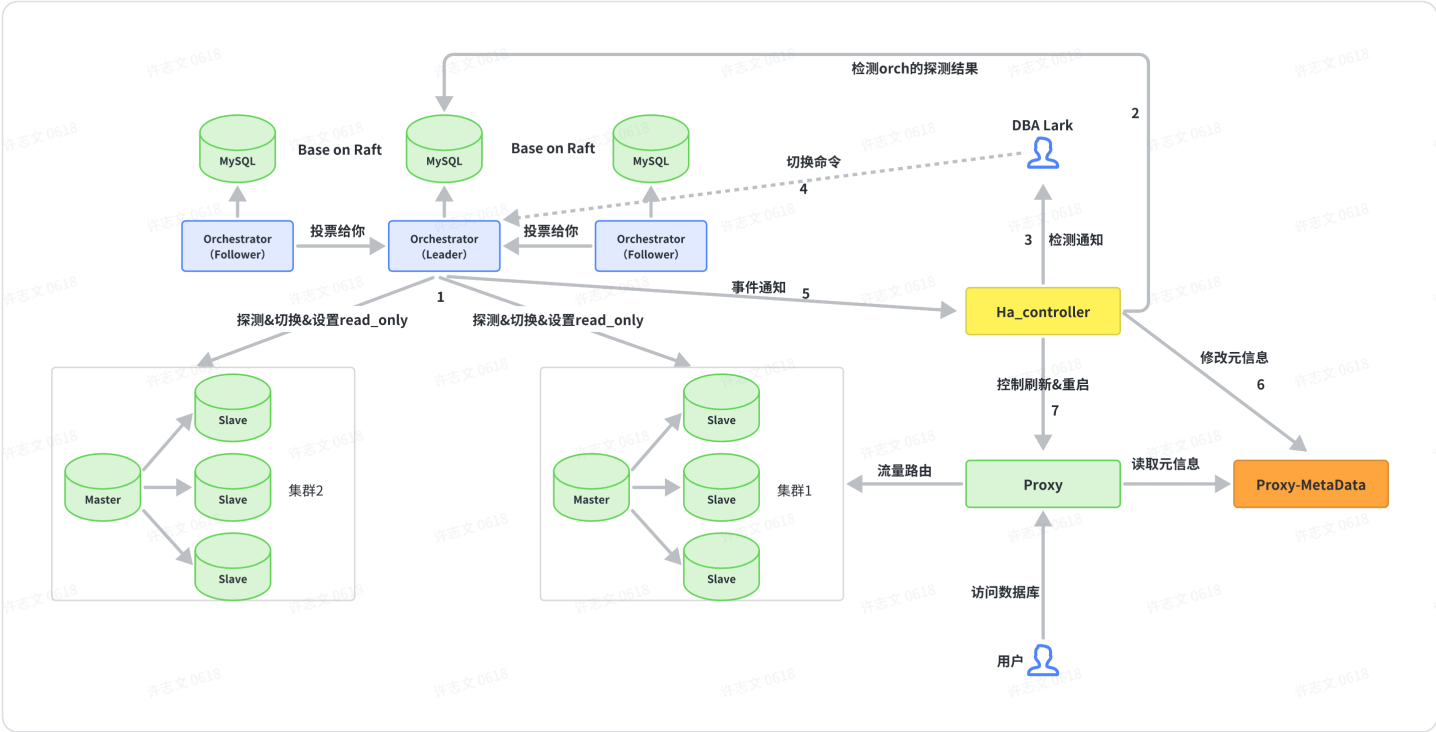 检测orch的探测结果
2
DBA Lark
MySQL
Base on Raft
MySQL
Base on Raft
MySQL
切换命令
4
Orchestrator
（Follower）
投票给你
Orchestrator
（Leader）
投票给你
Orchestrator
（Follower）
3
检测通知
1
事件通知
5
Ha_controller
探测&切换&设置read_only
探测&切换&设置read_only
修改元信息
6
控制刷新&重启
7
Slave
Master
Slave
集群2
Slave
Slave
Master
Slave
集群1
Slave
流量路由
Proxy
读取元信息
Proxy-MetaData
访问数据库
用户
许志文 0618